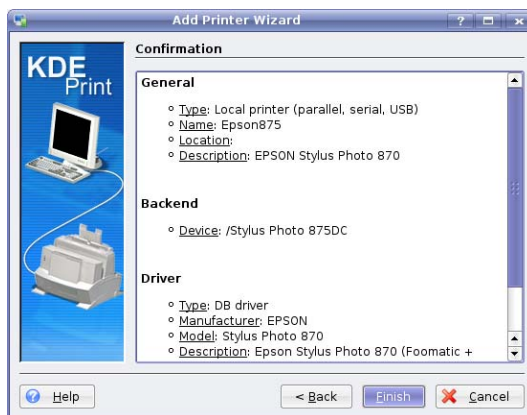 Add Printer Wizard
KDE
Print
Confirmation
General
Type: Local printer (parallel, serial, USB)
Name: Epson875
Location:
Description: EPSON Stylus Photo 870
Backend
Device: /Stylus Photo 875DC
Driver
Type: DB driver
Manufacturer: EPSON
Model: Stylus Photo 870
Description: Epson Stylus Photo 870 (Foomatic +
Help
< Back
Finish
Cancel